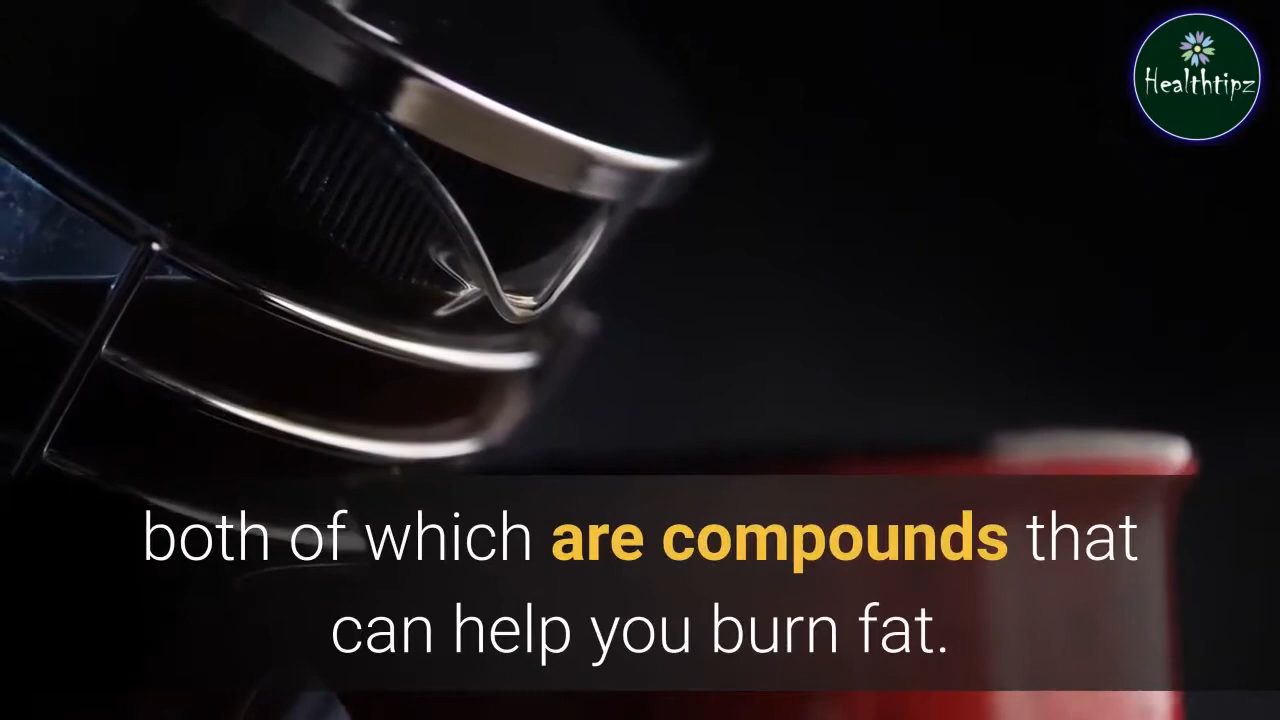 Healthtipz
both of which are compounds that
can help you burn fat.